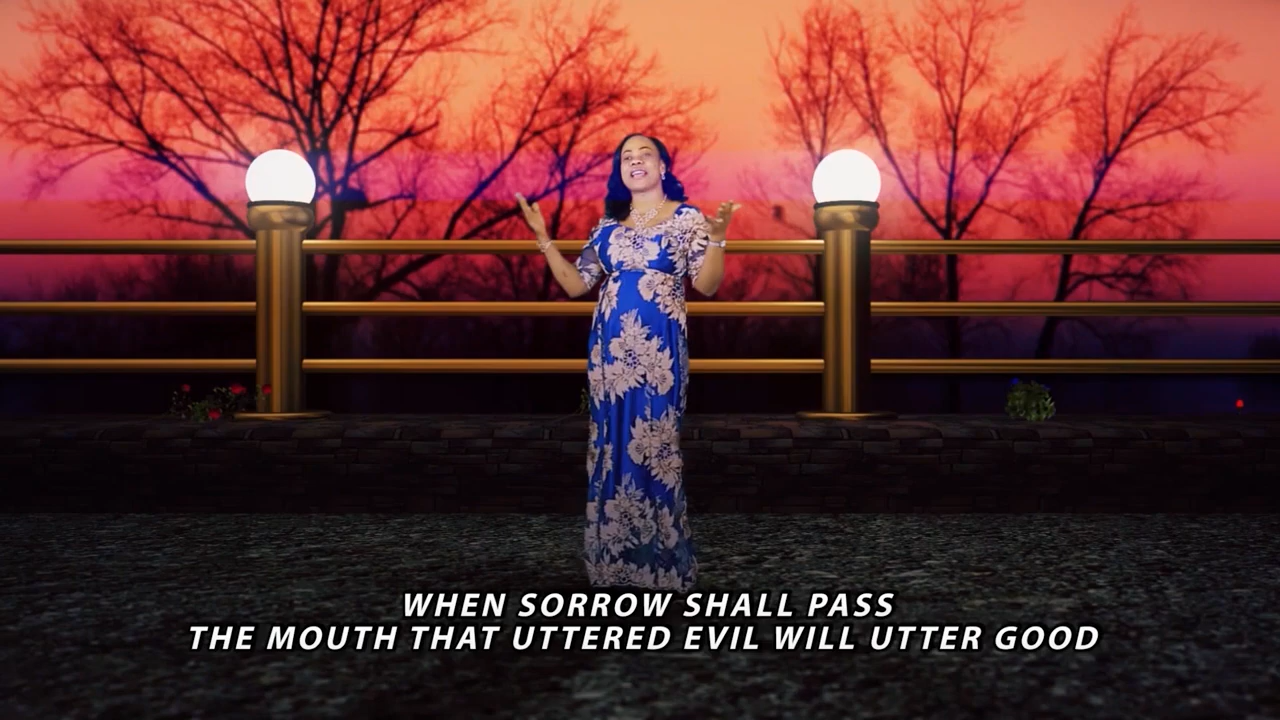 WHEN SORROW SHALL PASS
THE MOUTH THAT UTTERED EVIL WILL UTTER GOOD